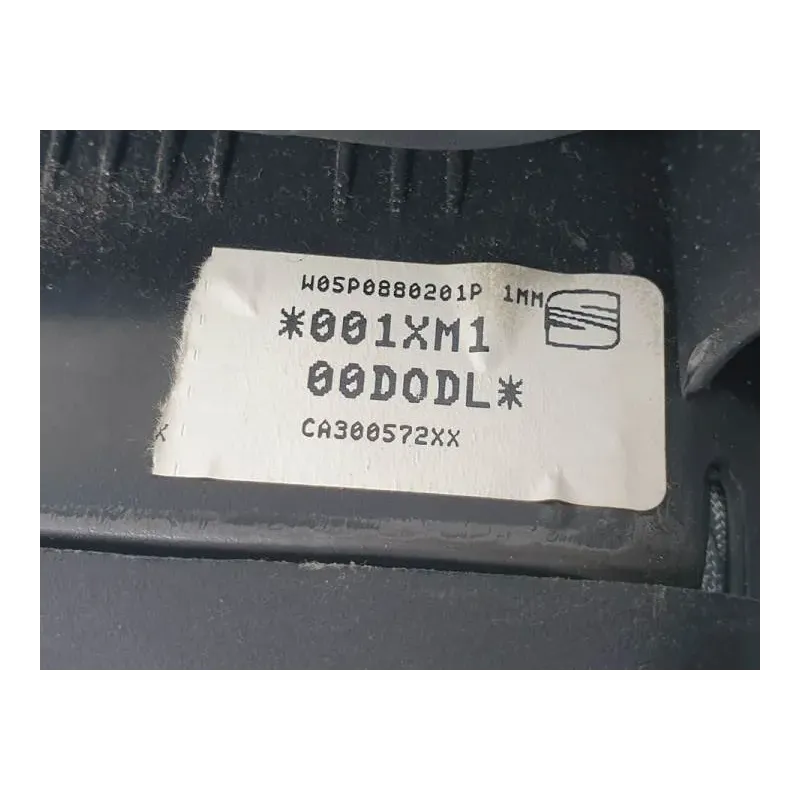 W05P0880201P 1MM
*001XM1
00DODL*
CA300572XX
X